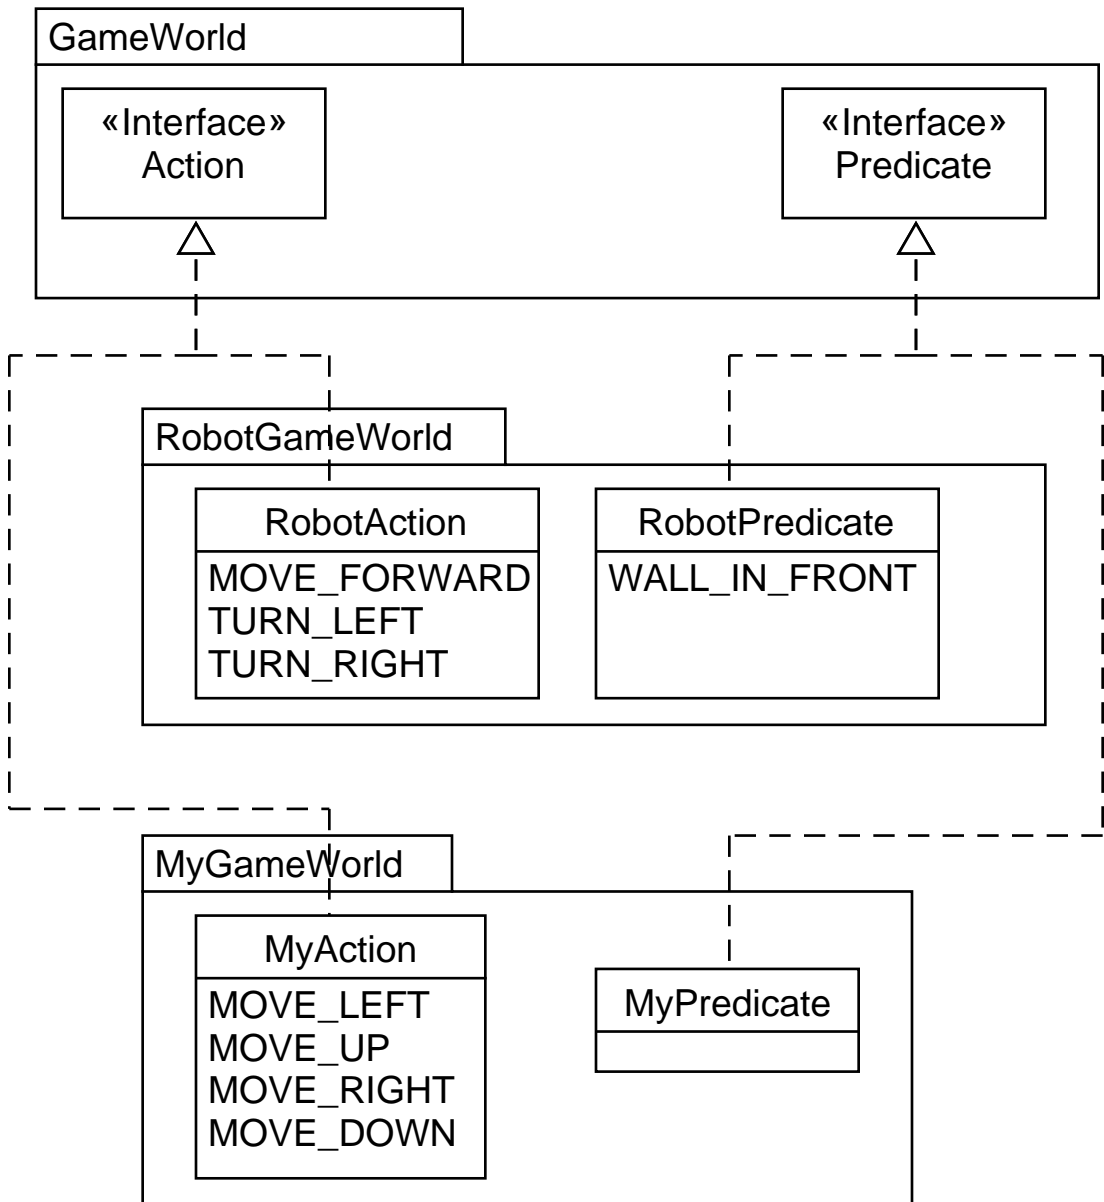 GameWorld
«Interface»
Action
«Interface»
Predicate
RobotGameWorld
RobotAction
MOVE_FORWARD
TURN_LEFT
TURN_RIGHT
RobotPredicate
WALL_IN_FRONT
MyGameWorld
MyAction
MOVE_LEFT
MOVE_UP
MOVE_RIGHT
MOVE_DOWN
MyPredicate